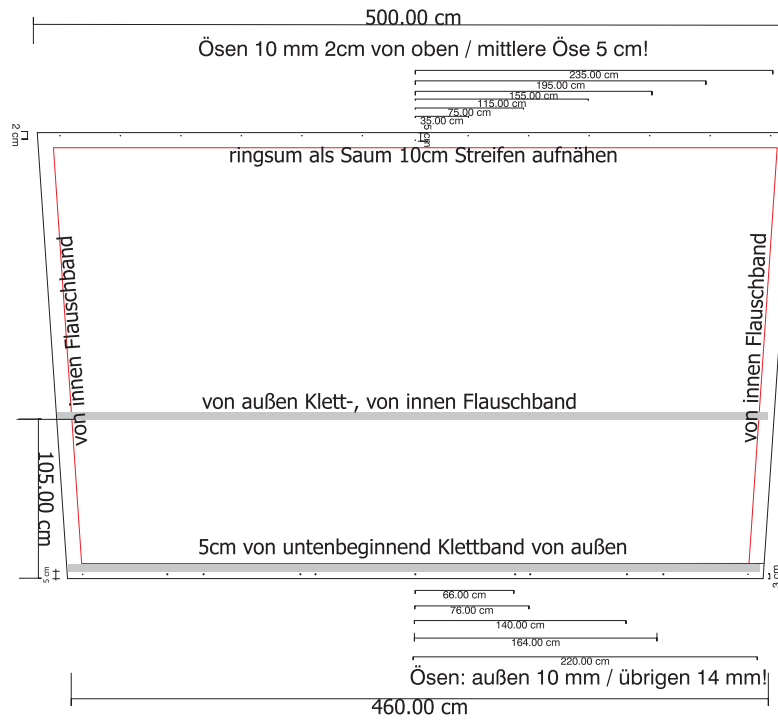 500.00 cm
Ösen 10 mm 2cm von oben / mittlere Öse 5 cm!
235.00 cm
195.00 cm
155.00 cm
115.00 cm
75.00 cm
35.00 cm
2 cm
5 cm
ringsum als Saum 10cm Streifen aufnähen
von innen Flauschband
von innen Flauschband
von außen Klett-, von innen Flauschband
105.00 cm
5cm von untenbeginnend Klettband von außen
5 cm
3 cm
66.00 cm
76.00 cm
140.00 cm
164.00 cm
220.00 cm
Ösen: außen 10 mm / übrigen 14 mm!
460.00 cm